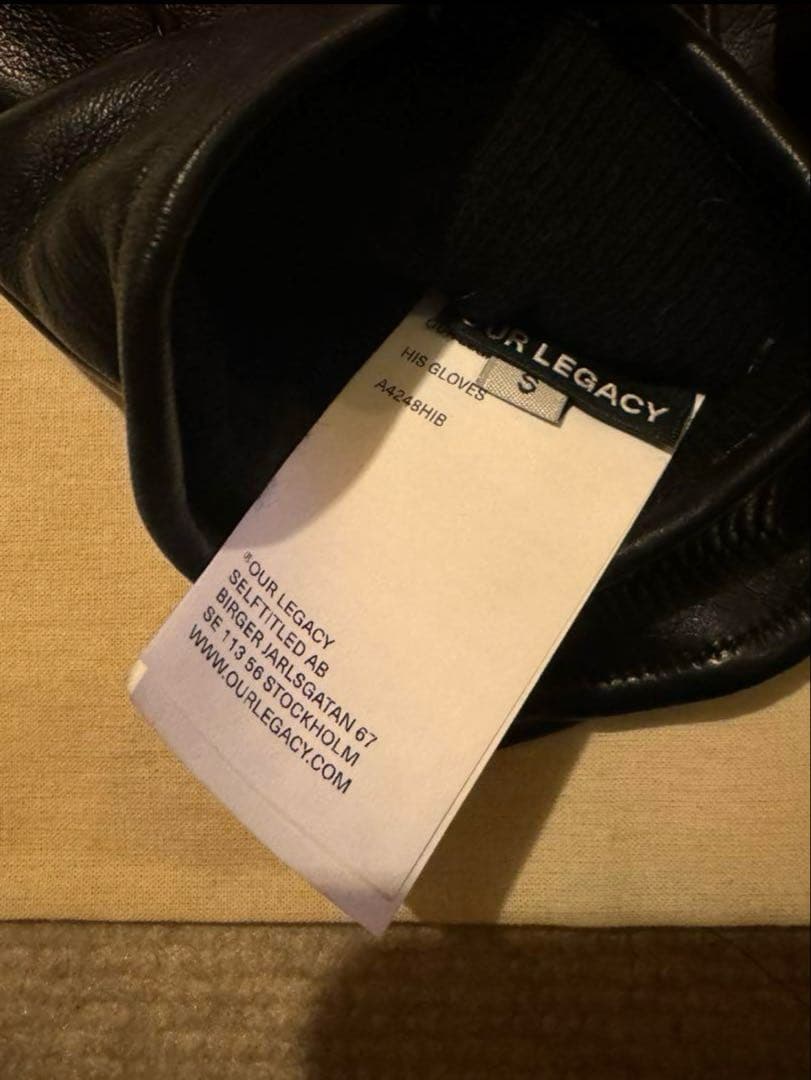 OUR LEGACY
S
HIS GLOVES
A4248HIB
®OUR LEGACY
SELFTITLED AB
BIRGER JARLSGATAN 67
SE 113 56 STOCKHOLM
WWW.OURLEGACY.COM